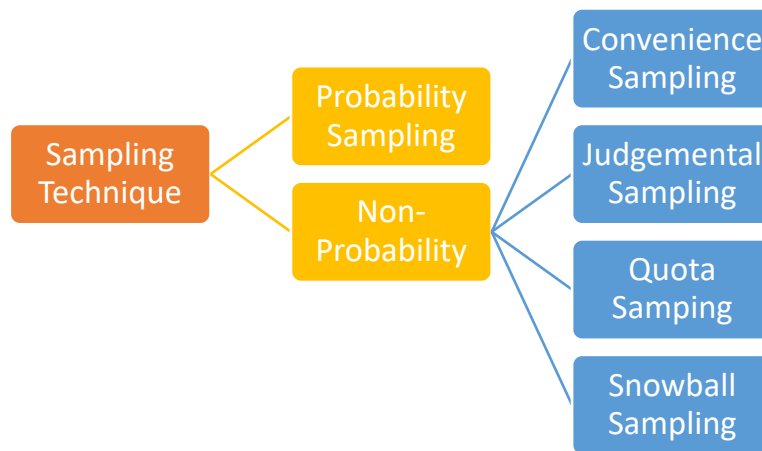 Sampling
Technique
Probability
Sampling
Non-
Probability
Convenience
Sampling
Judgemental
Sampling
Quota
Samping
Snowball
Sampling